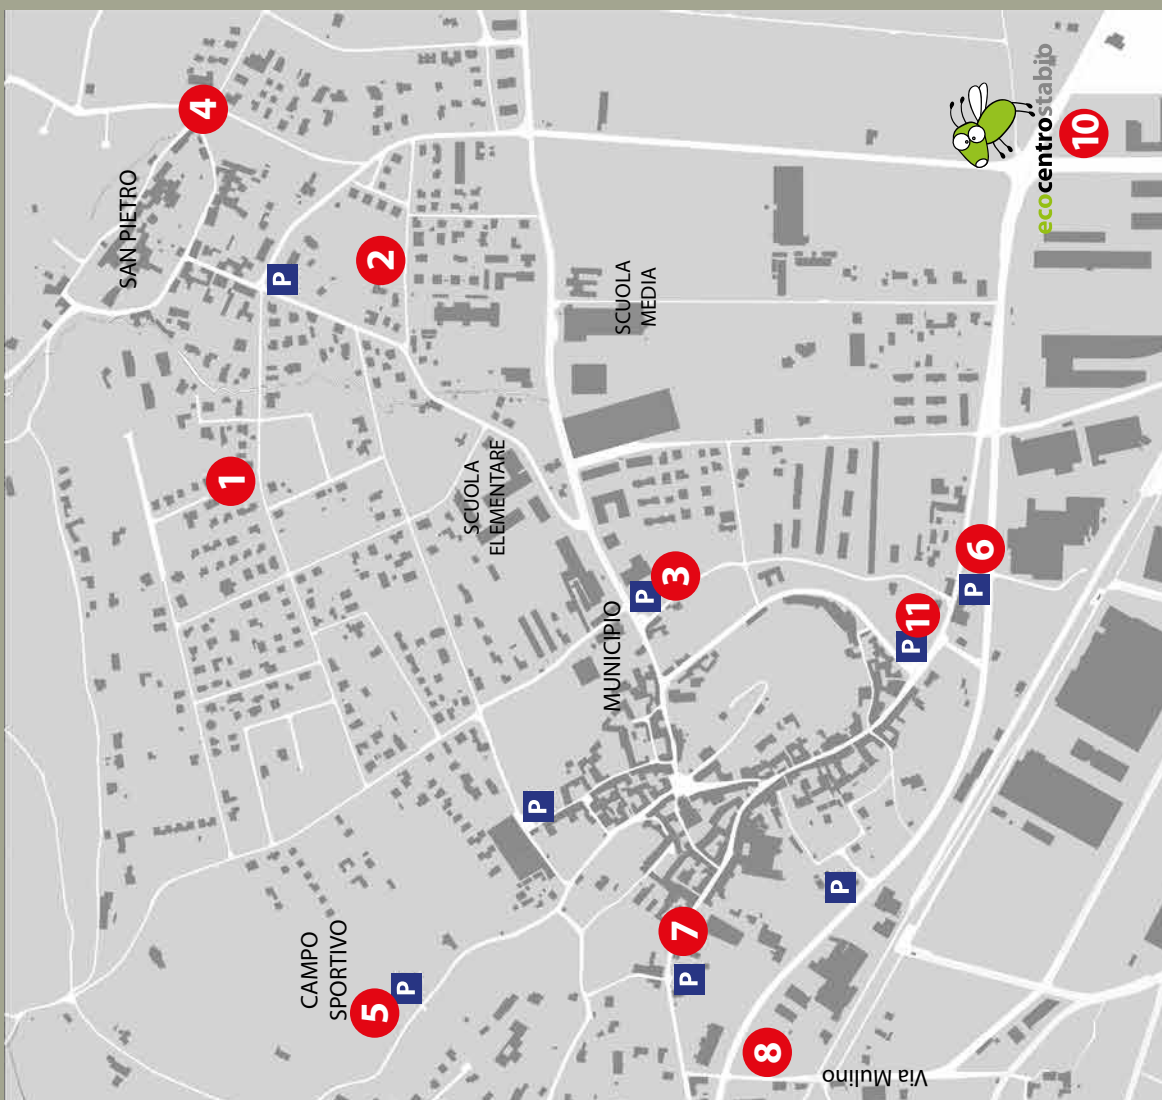 4
SAN PIETRO
P
2
1
SCUOLA
MEDIA
ecocentrostabio
10
SCUOLA
ELEMENTARE
P
3
MUNICIPIO
6
P
11
P
P
P
CAMPO
SPORTIVO
P
5
7
P
8
Via Mulino